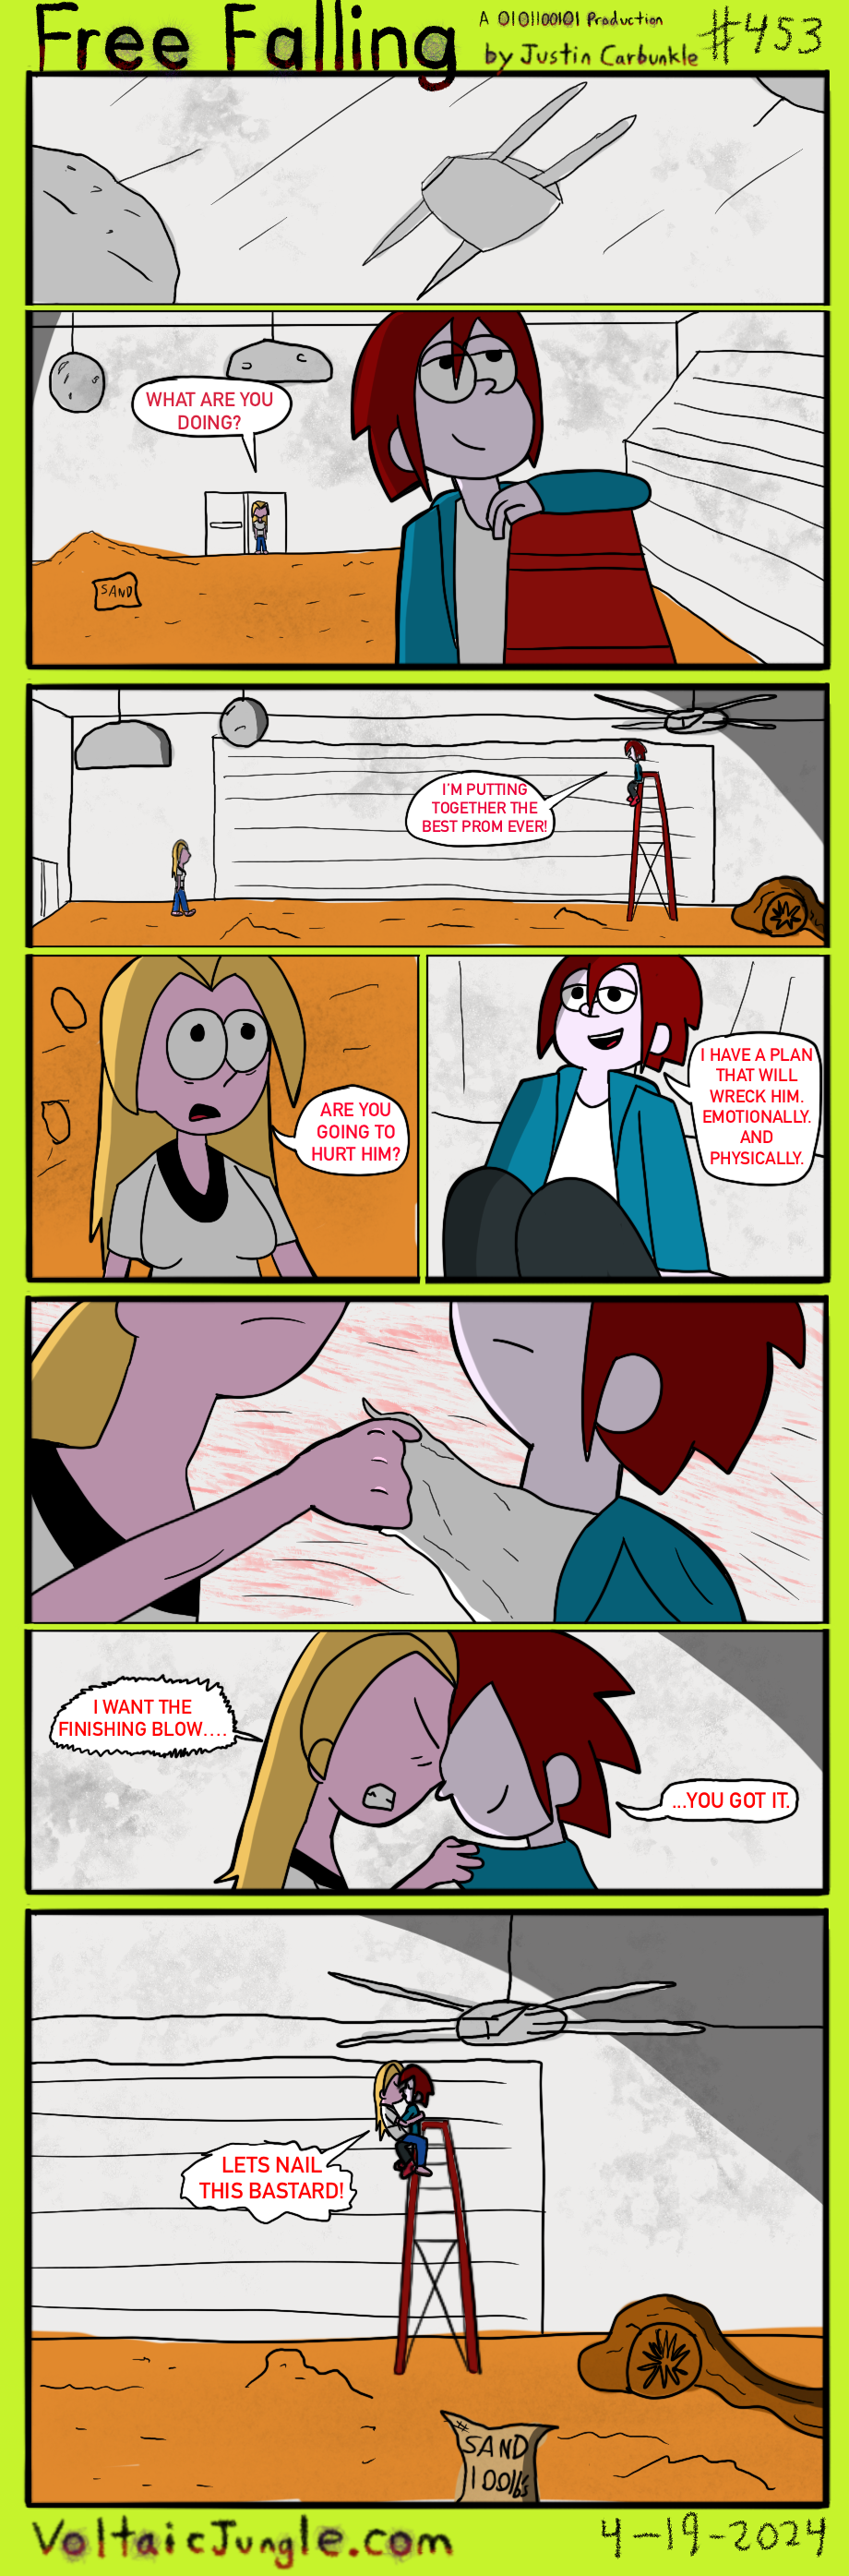 Free Falling
A 0101100101 Production
by Justin Carbunkle
#453
WHAT ARE YOU
DOING?
SAND
I'M PUTTING
TOGETHER THE
BEST PROM EVER!
ARE YOU
GOING TO
HURT HIM?
I HAVE A PLAN
THAT WILL
WRECK HIM.
EMOTIONALLY.
AND
PHYSICALLY.
I WANT THE
FINISHING BLOW....
...YOU GOT IT.
LETS NAIL
THIS BASTARD!
SAND
100lb's
VoltaicJungle.com
4-19-2024